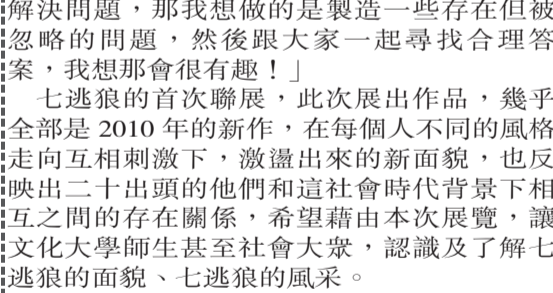 解決問題，那我想做的是製造一些存在但被
忽略的問題，然後跟大家一起尋找合理答
案，我想那會很有趣！」
七逃狼的首次聯展，此次展出作品，幾乎
全部是 2010 年的新作，在每個人不同的風格
走向互相刺激下，激盪出來的新面貌，也反
映出二十出頭的他們和這社會時代背景下相
互之間的存在關係，希望藉由本次展覽，讓
文化大學師生甚至社會大眾，認識及了解七
逃狼的面貌、七逃狼的風采。